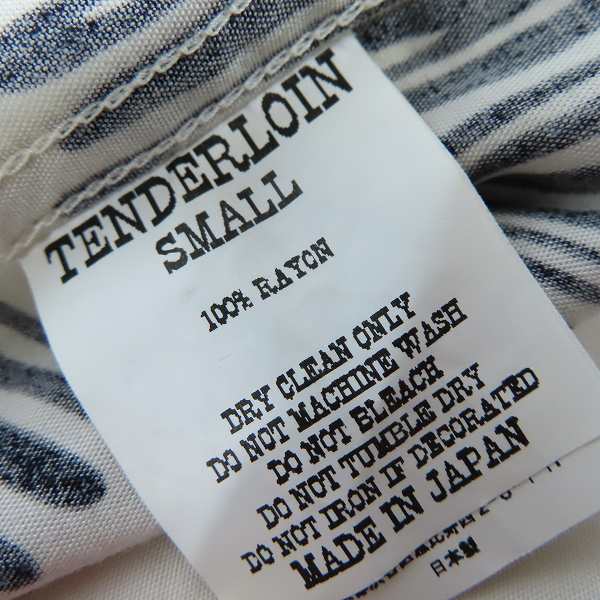 TENDERLOIN
SMALL
100% RAYON
DRY CLEAN ONLY
DO NOT MACHINE WASH
DO NOT BLEACH
DO NOT TUMBLE DRY
DO NOT IRON IF DECORATED
MADE IN JAPAN
日本製